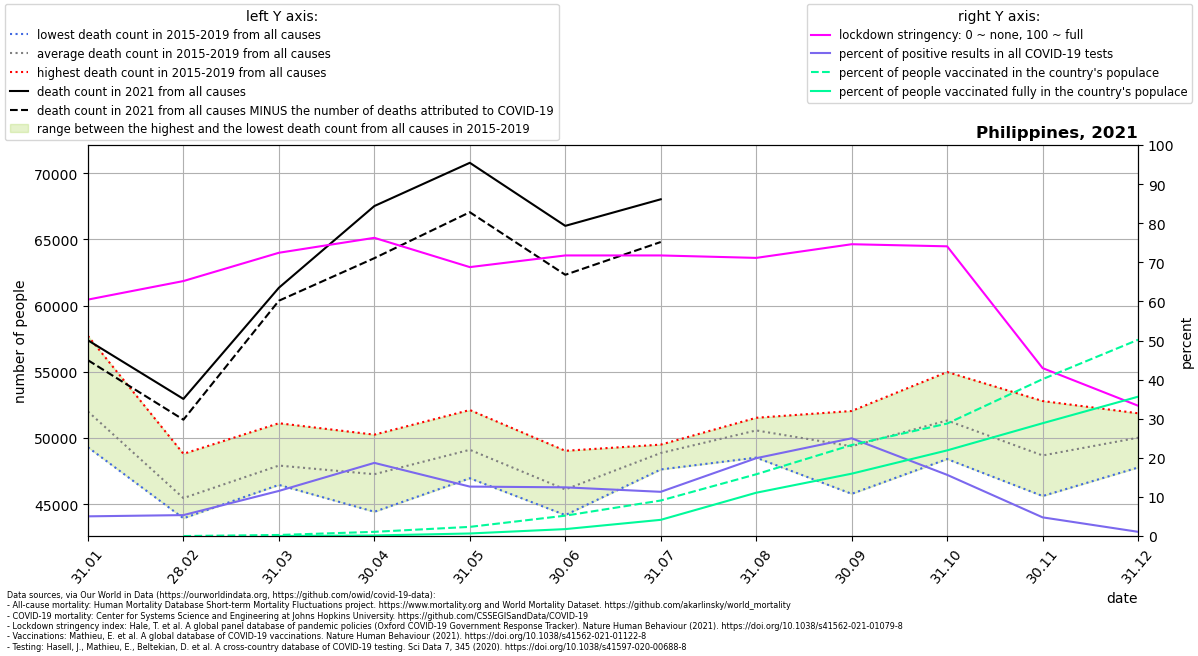 left Y axis:
lowest death count in 2015-2019 from all causes
average death count in 2015-2019 from all causes
highest death count in 2015-2019 from all causes
death count in 2021 from all causes
death count in 2021 from all causes MINUS the number of deaths attributed to COVID-19
range between the highest and the lowest death count from all causes in 2015-2019
right Y axis:
lockdown stringency: 0 ~ none, 100 ~ full
percent of positive results in all COVID-19 tests
percent of people vaccinated in the country's populace
percent of people vaccinated fully in the country's populace
Philippines, 2021
number of people
70000
65000
60000
55000
50000
45000
100
90
80
70
60
50
40
30
20
10
0
percent
31.01
28.02
31.03
30.04
31.05
30.06
31.07
31.08
30.09
31.10
30.11
31.12
date
Data sources, via Our World in Data (https://ourworldindata.org, https://github.com/owid/covid-19-data):
- All-cause mortality: Human Mortality Database Short-term Mortality Fluctuations project. https://www.mortality.org and World Mortality Dataset. https://github.com/akarlinsky/world_mortality
- COVID-19 mortality: Center for Systems Science and Engineering at Johns Hopkins University. https://github.com/CSSEGISandData/COVID-19
- Lockdown stringency index: Hale, T. et al. A global panel database of pandemic policies (Oxford COVID-19 Government Response Tracker). Nature Human Behaviour (2021). https://doi.org/10.1038/s41562-021-01079-8
- Vaccinations: Mathieu, E. et al. A global database of COVID-19 vaccinations. Nature Human Behaviour (2021). https://doi.org/10.1038/s41562-021-01122-8
- Testing: Hasell, J., Mathieu, E., Beltekian, D. et al. A cross-country database of COVID-19 testing. Sci Data 7, 345 (2020). https://doi.org/10.1038/s41597-020-00688-8